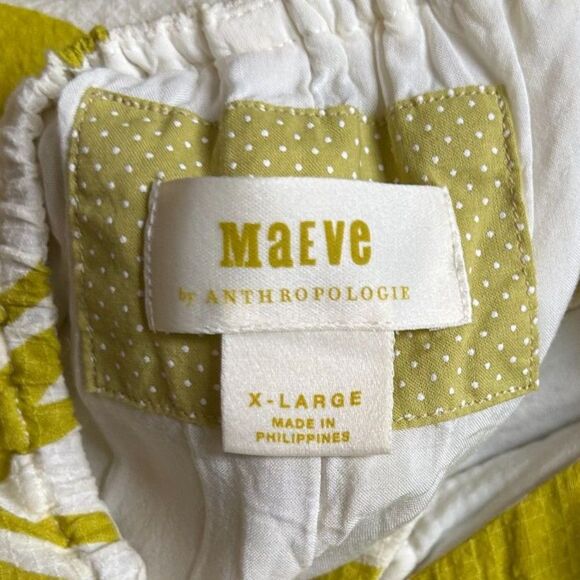 MaEve
by ANTHROPOLOGIE
X-LARGE
MADE IN
PHILIPPINES